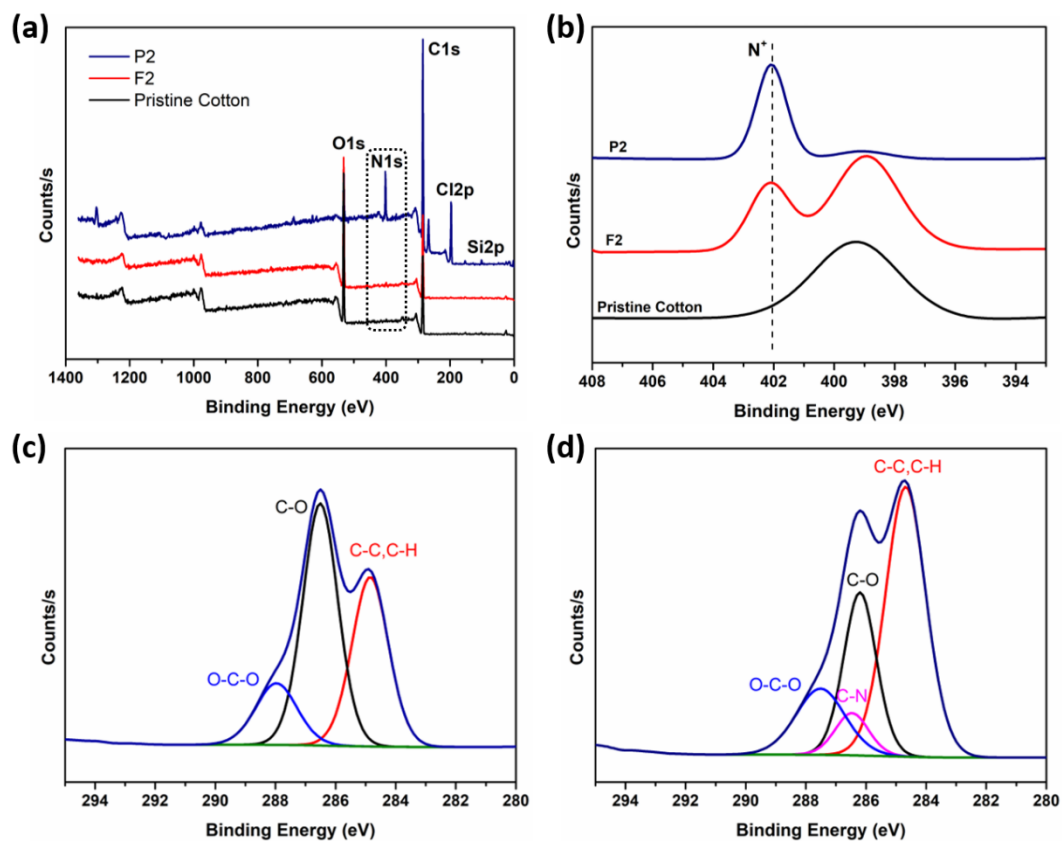 (a)
P2
F2
Pristine Cotton
C1s
O1s
N1s
Cl2p
Si2p
Counts/s
1400 1200 1000 800 600 400 200 0
Binding Energy (eV)
(b)
N+
P2
F2
Pristine Cotton
Counts/s
408 406 404 402 400 398 396 394
Binding Energy (eV)
(c)
C-O
C-C,C-H
O-C-O
Counts/s
294 292 290 288 286 284 282 280
Binding Energy (eV)
(d)
C-C,C-H
C-O
O-C-O
C-N
Counts/s
294 292 290 288 286 284 282 280
Binding Energy (eV)